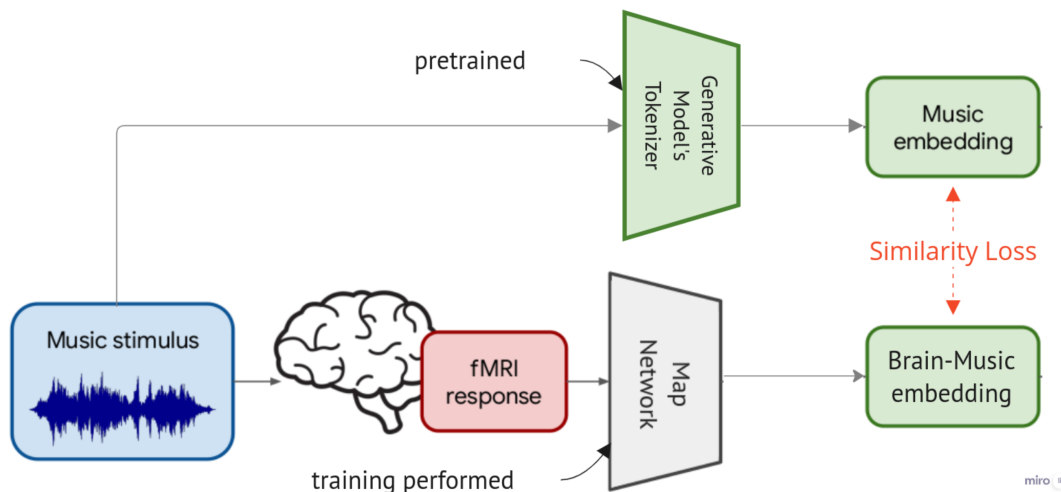 pretrained
Generative
Model's
Tokenizer
Music
embedding
Similarity Loss
Music stimulus
fMRI
response
Map
Network
Brain-Music
embedding
training performed
miro